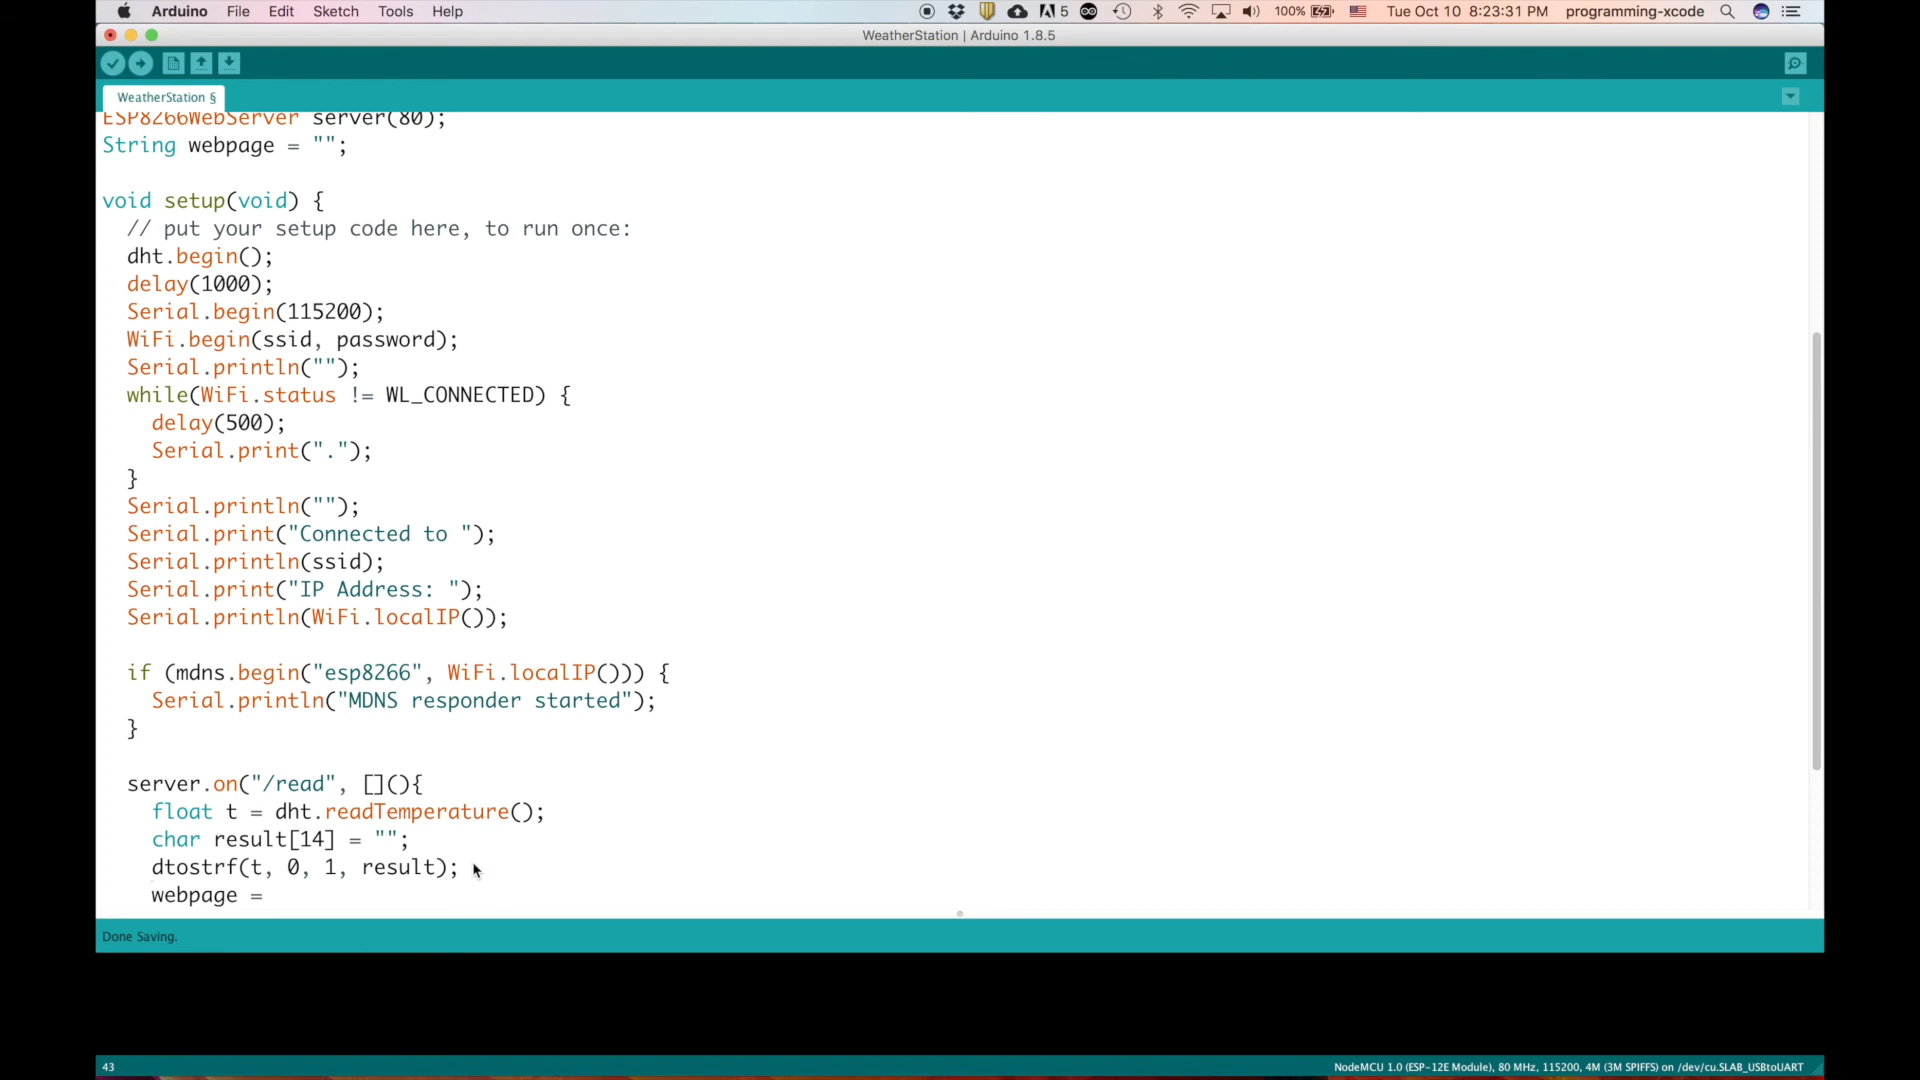 Arduino File Edit Sketch Tools Help 5 100% Tue Oct 10 8:23:31 PM programming-xcode
WeatherStation | Arduino 1.8.5
WeatherStation §
ESP8266WebServer server(80);
String webpage = "";
void setup(void) {
// put your setup code here, to run once:
dht.begin();
delay(1000);
Serial.begin(115200);
WiFi.begin(ssid, password);
Serial.println("");
while(WiFi.status != WL_CONNECTED) {
delay(500);
Serial.print(".");
}
Serial.println("");
Serial.print("Connected to ");
Serial.println(ssid);
Serial.print("IP Address: ");
Serial.println(WiFi.localIP());
if (mdns.begin("esp8266", WiFi.localIP())) {
Serial.println("MDNS responder started");
}
server.on("/read", [](){
float t = dht.readTemperature();
char result[14] = "";
dtostrf(t, 0, 1, result);
webpage =
Done Saving.
43 NodeMCU 1.0 (ESP-12E Module), 80 MHz, 115200, 4M (3M SPIFFS) on /dev/cu.SLAB_USBtoUART